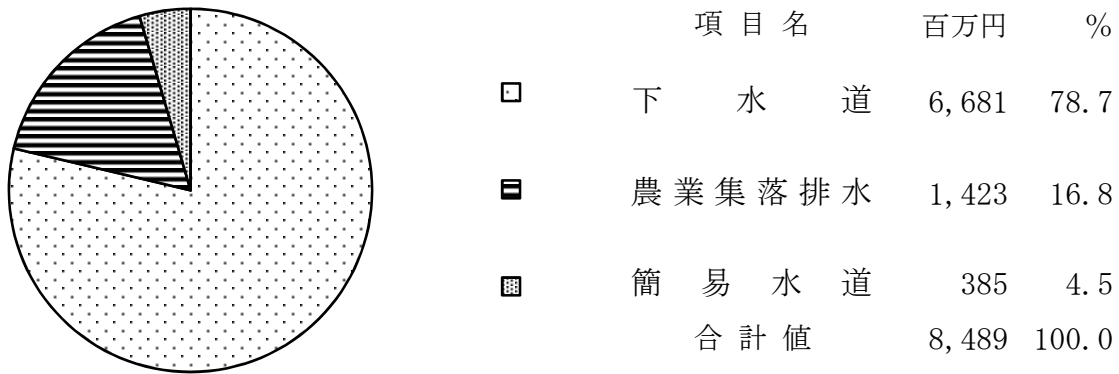 項目名 百万円 %
下水道 6,681 78.7
農業集落排水 1,423 16.8
簡易水道 385 4.5
合計値 8,489 100.0